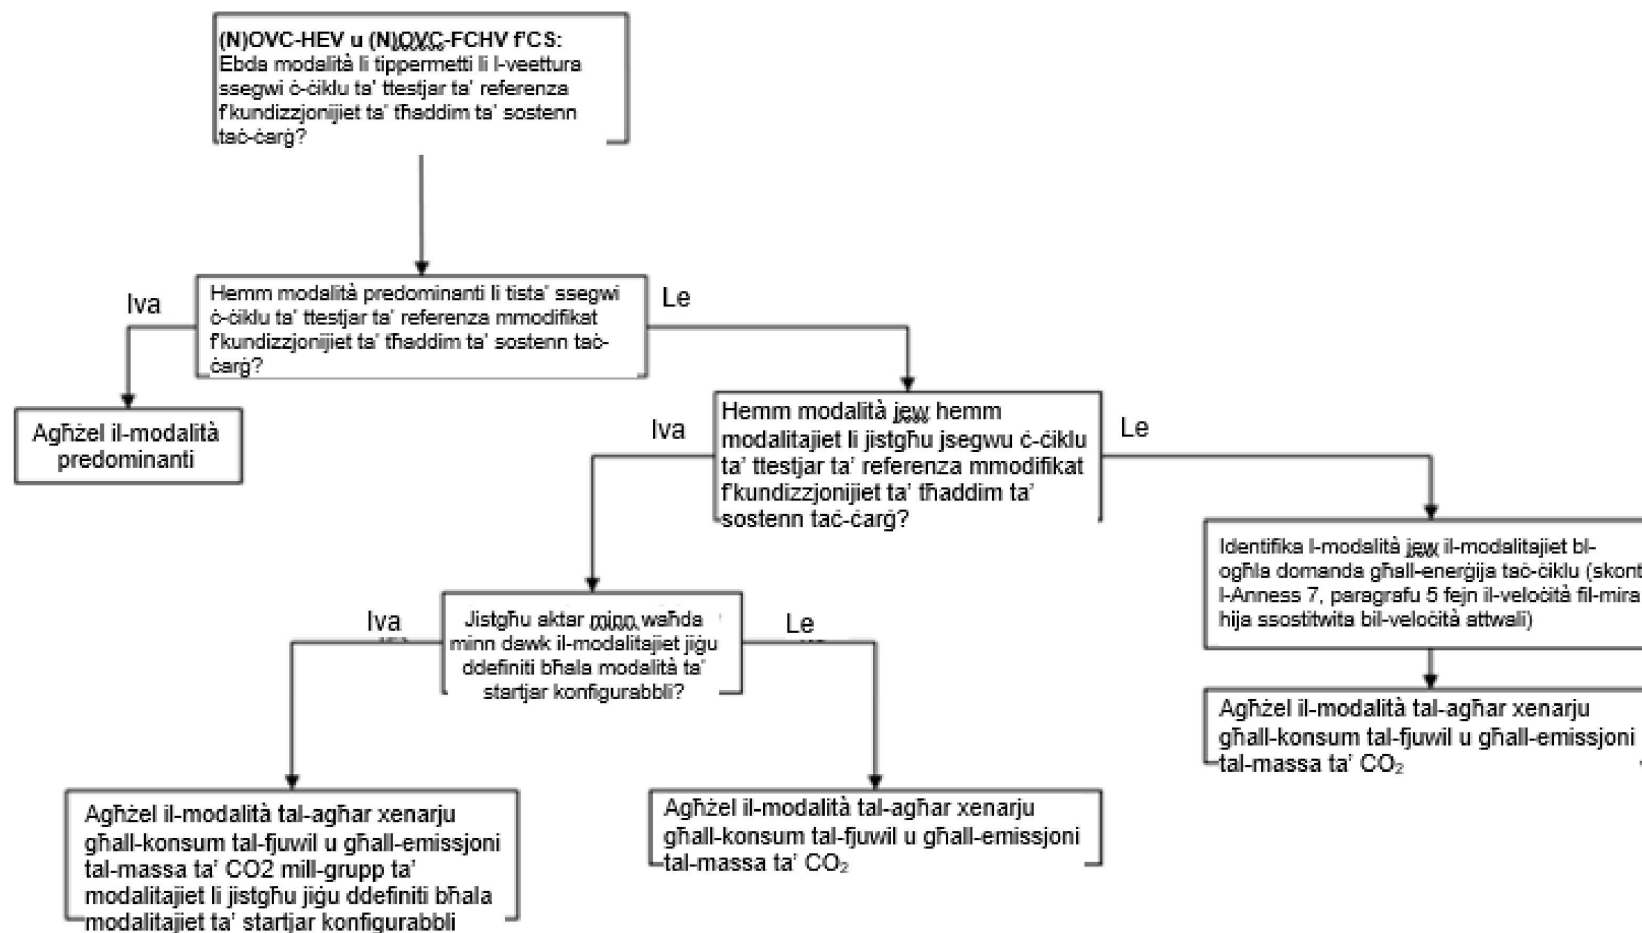 (N)OVC-HEV u (N)OVC-FCHV f'CS:
Ebda modalità li tippermetti li l-veettura
ssegwi ċ-ċiklu ta' ttestjar ta' referenza
f'kundizzjonijiet ta' tħaddim ta' sostenn
taċ-ċarġ?
Iva
Hemm modalità predominanti li tista' ssegwi
ċ-ċiklu ta' ttestjar ta' referenza mmodifikat
f'kundizzjonijiet ta' tħaddim ta' sostenn taċ-
ċarġ?
Le
Agħżel il-modalità
predominanti
Iva
Hemm modalità jew hemm
modalitajiet li jistgħu jsegwu ċ-ċiklu
ta' ttestjar ta' referenza mmodifikat
f'kundizzjonijiet ta' tħaddim ta'
sostenn taċ-ċarġ?
Le
Identifika l-modalità jew il-modalitajiet bl-
ogħla domanda għall-enerġija taċ-ċiklu (skont
l-Anness 7, paragrafu 5 fejn il-veloċità fil-mira
hija ssostitwita bil-veloċità attwali)
Iva
Jistgħu aktar minn waħda
minn dawk il-modalitajiet jiġu
ddefiniti bħala modalità ta'
startjar konfigurabbli?
Le
Agħżel il-modalità tal-agħar xenarju
għall-konsum tal-fjuwil u għall-emissjoni
tal-massa ta' CO₂
Agħżel il-modalità tal-agħar xenarju
għall-konsum tal-fjuwil u għall-emissjoni
tal-massa ta' CO2 mill-grupp ta'
modalitajiet li jistgħu jiġu ddefiniti bħala
modalitajiet ta' startjar konfigurabbli
Agħżel il-modalità tal-agħar xenarju
għall-konsum tal-fjuwil u għall-emissjoni
tal-massa ta' CO₂